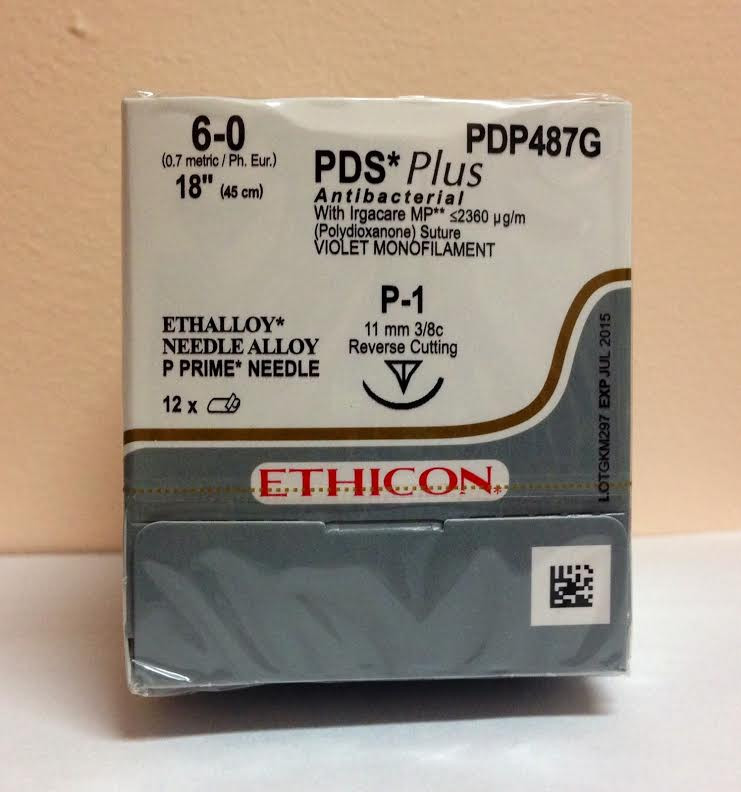 6-0
(0.7 metric / Ph. Eur.)
18" (45 cm)
PDP487G
PDS* Plus
Antibacterial
With Irgacare MP** ≤2360 µg/m
(Polydioxanone) Suture
VIOLET MONOFILAMENT
P-1
11 mm 3/8c
Reverse Cutting
ETHALLOY*
NEEDLE ALLOY
P PRIME* NEEDLE
12 x
LOTGKM297 EXP JUL 2015
ETHICON*